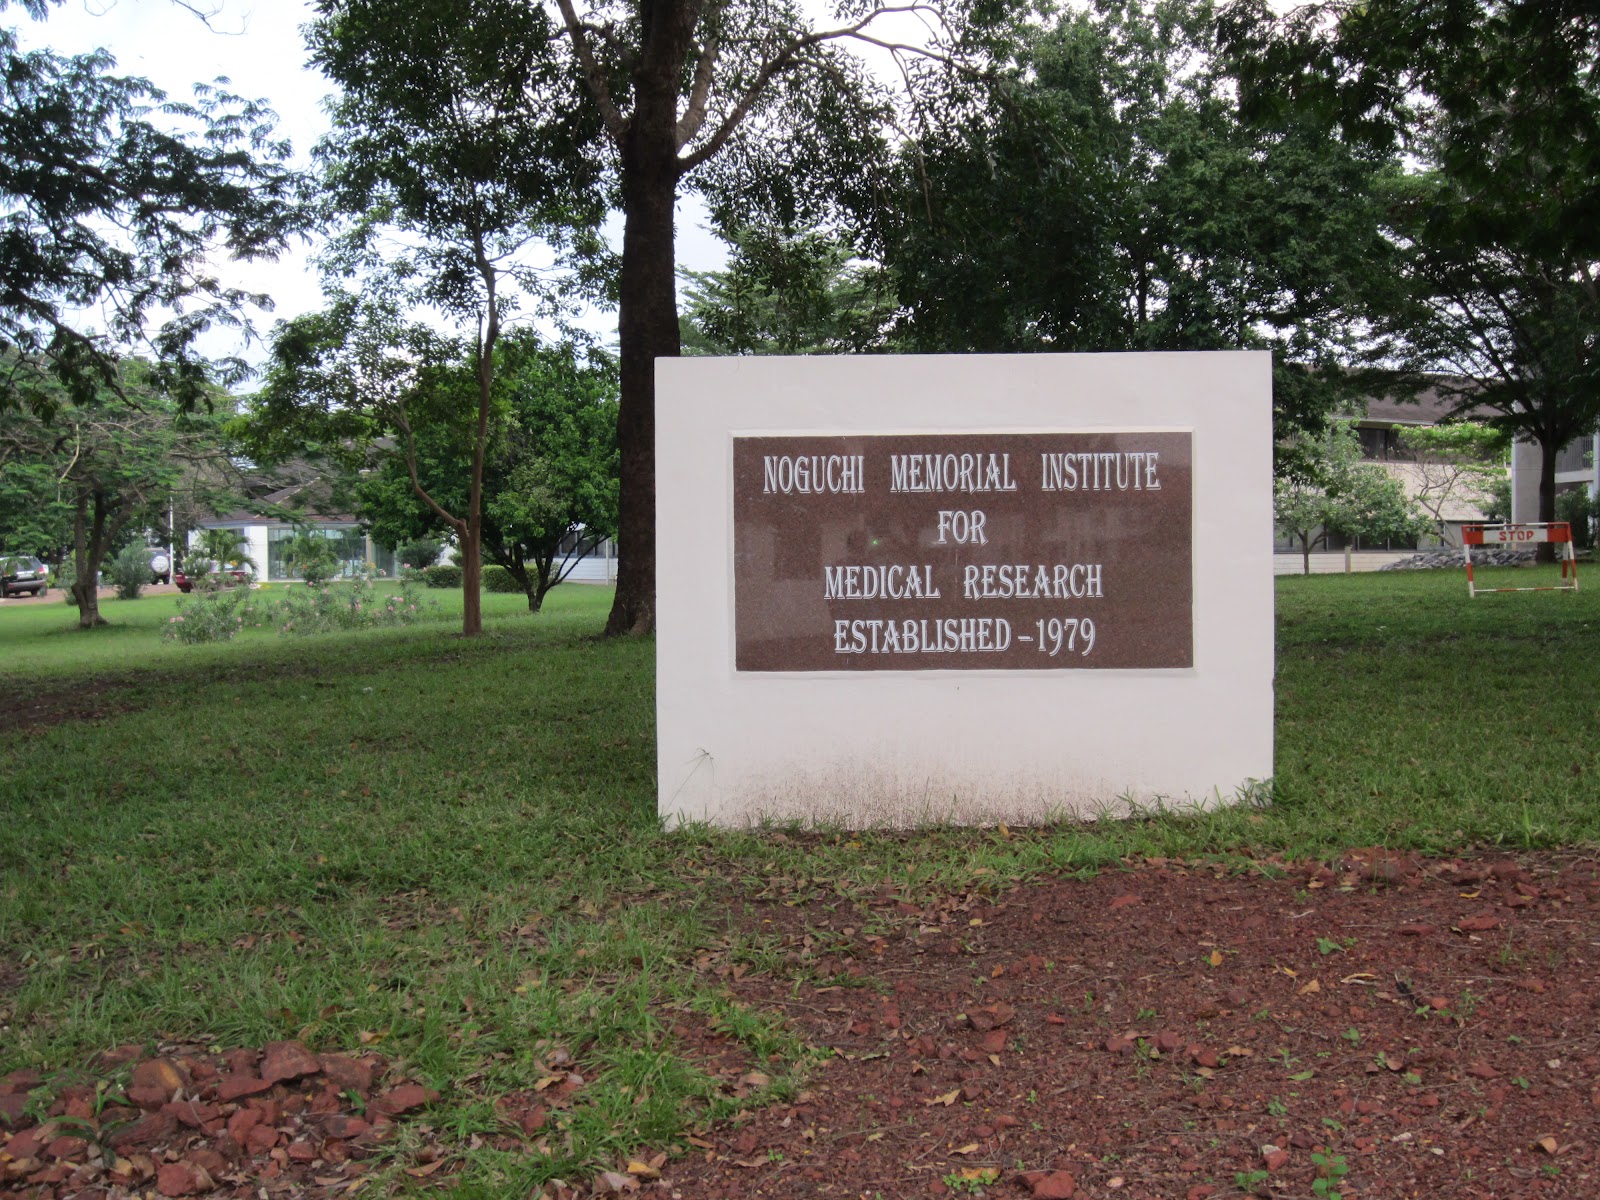 NOGUCHI MEMORIAL INSTITUTE
FOR
MEDICAL RESEARCH
ESTABLISHED – 1979
STOP